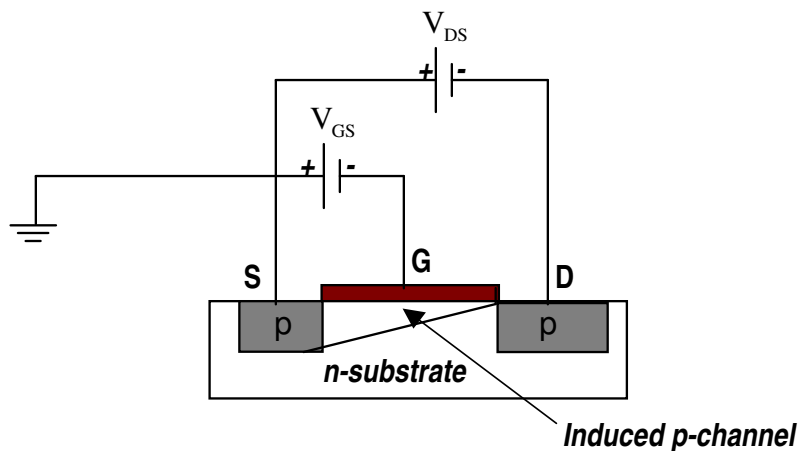 V_DS
+ -
V_GS
+ -
S G D
p p
n-substrate
Induced p-channel